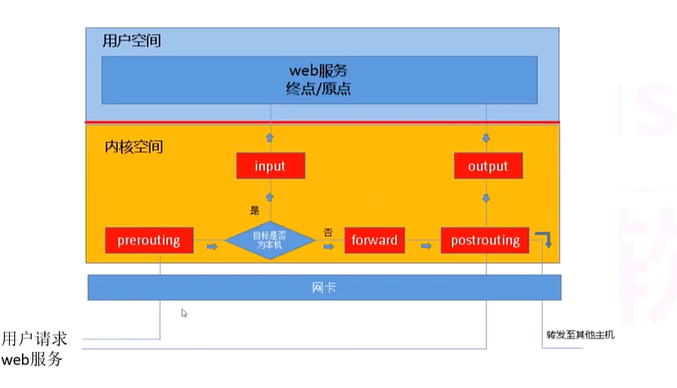 用户空间
web服务
终点/原点
内核空间
input
output
是
prerouting
目标是否
为本机
否
forward
postrouting
网卡
用户请求
web服务
转发至其他主机